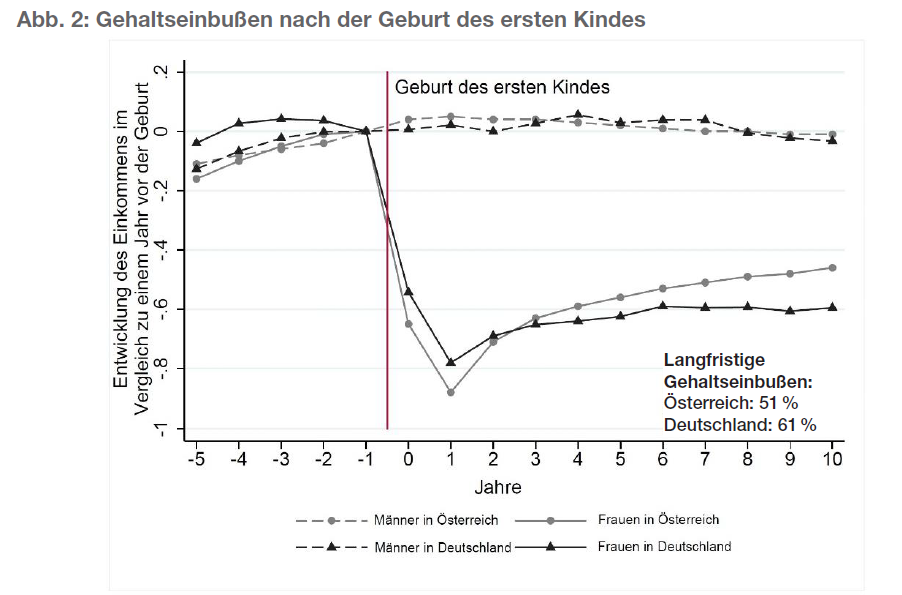 Abb. 2: Gehaltseinbußen nach der Geburt des ersten Kindes
Entwicklung des Einkommens im
Vergleich zu einem Jahr vor der Geburt
.2
0
-.2
-.4
-.6
-.8
-1
Geburt des ersten Kindes
Langfristige
Gehaltseinbußen:
Österreich: 51 %
Deutschland: 61 %
-5 -4 -3 -2 -1 0 1 2 3 4 5 6 7 8 9 10
Jahre
Männer in Österreich Frauen in Österreich
Männer in Deutschland Frauen in Deutschland